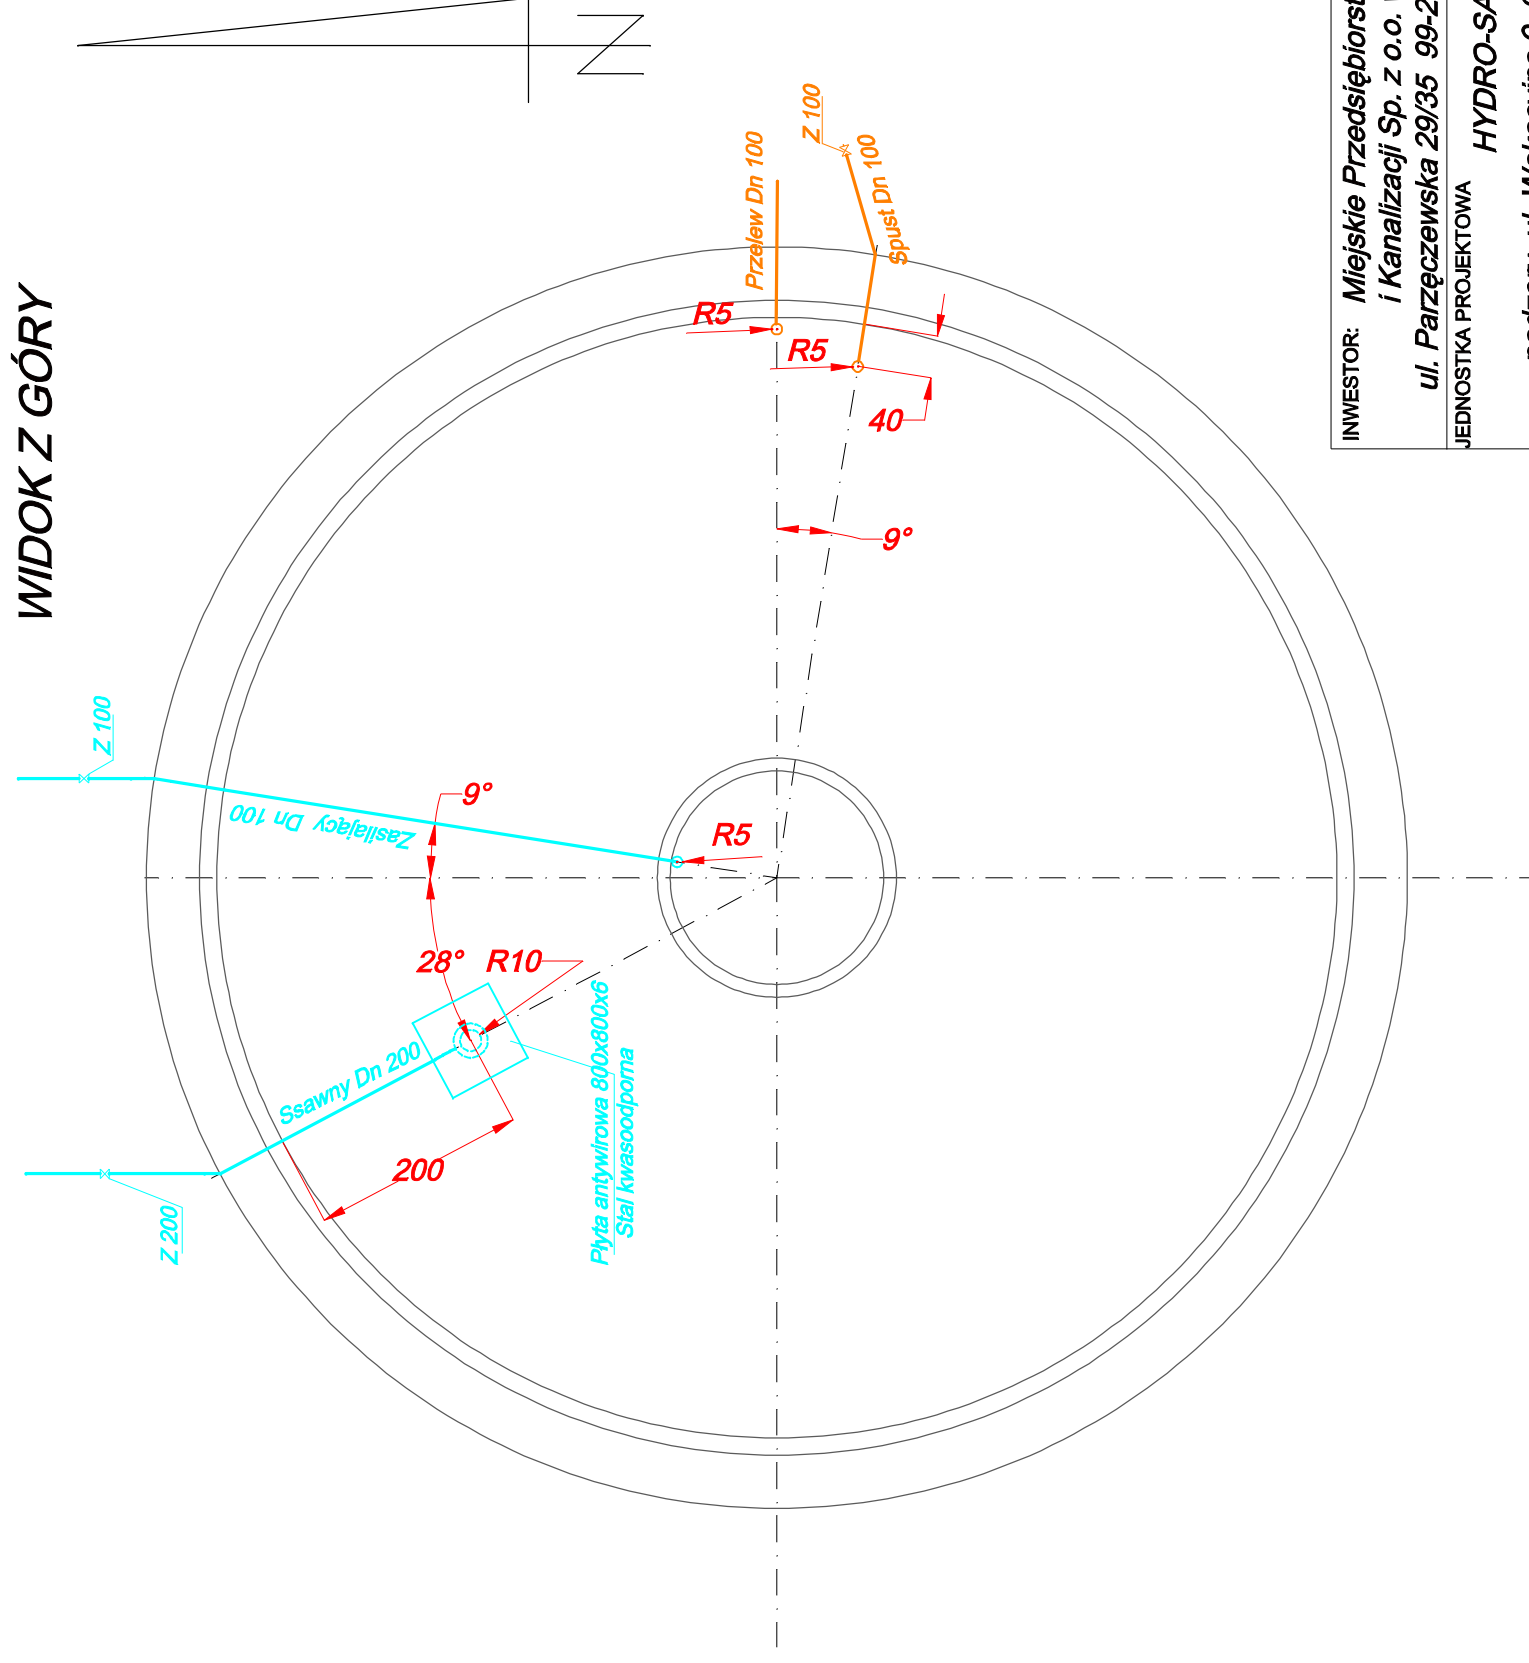 WIDOK Z GÓRY
N
Z 100
Zasilający Dn 100
9°
R5
28°
R10
Ssawny Dn 200
200
Z 200
Płyta antywirowa 800x800x6
Stal kwasoodporna
Przelew Dn 100
R5
Z 100
Spust Dn 100
R5
40
9°
INWESTOR: Miejskie Przedsiębiorst
i Kanalizacji Sp. z o.o.
ul. Parzęczewska 29/35 99-2
JEDNOSTKA PROJEKTOWA
HYDRO-SA